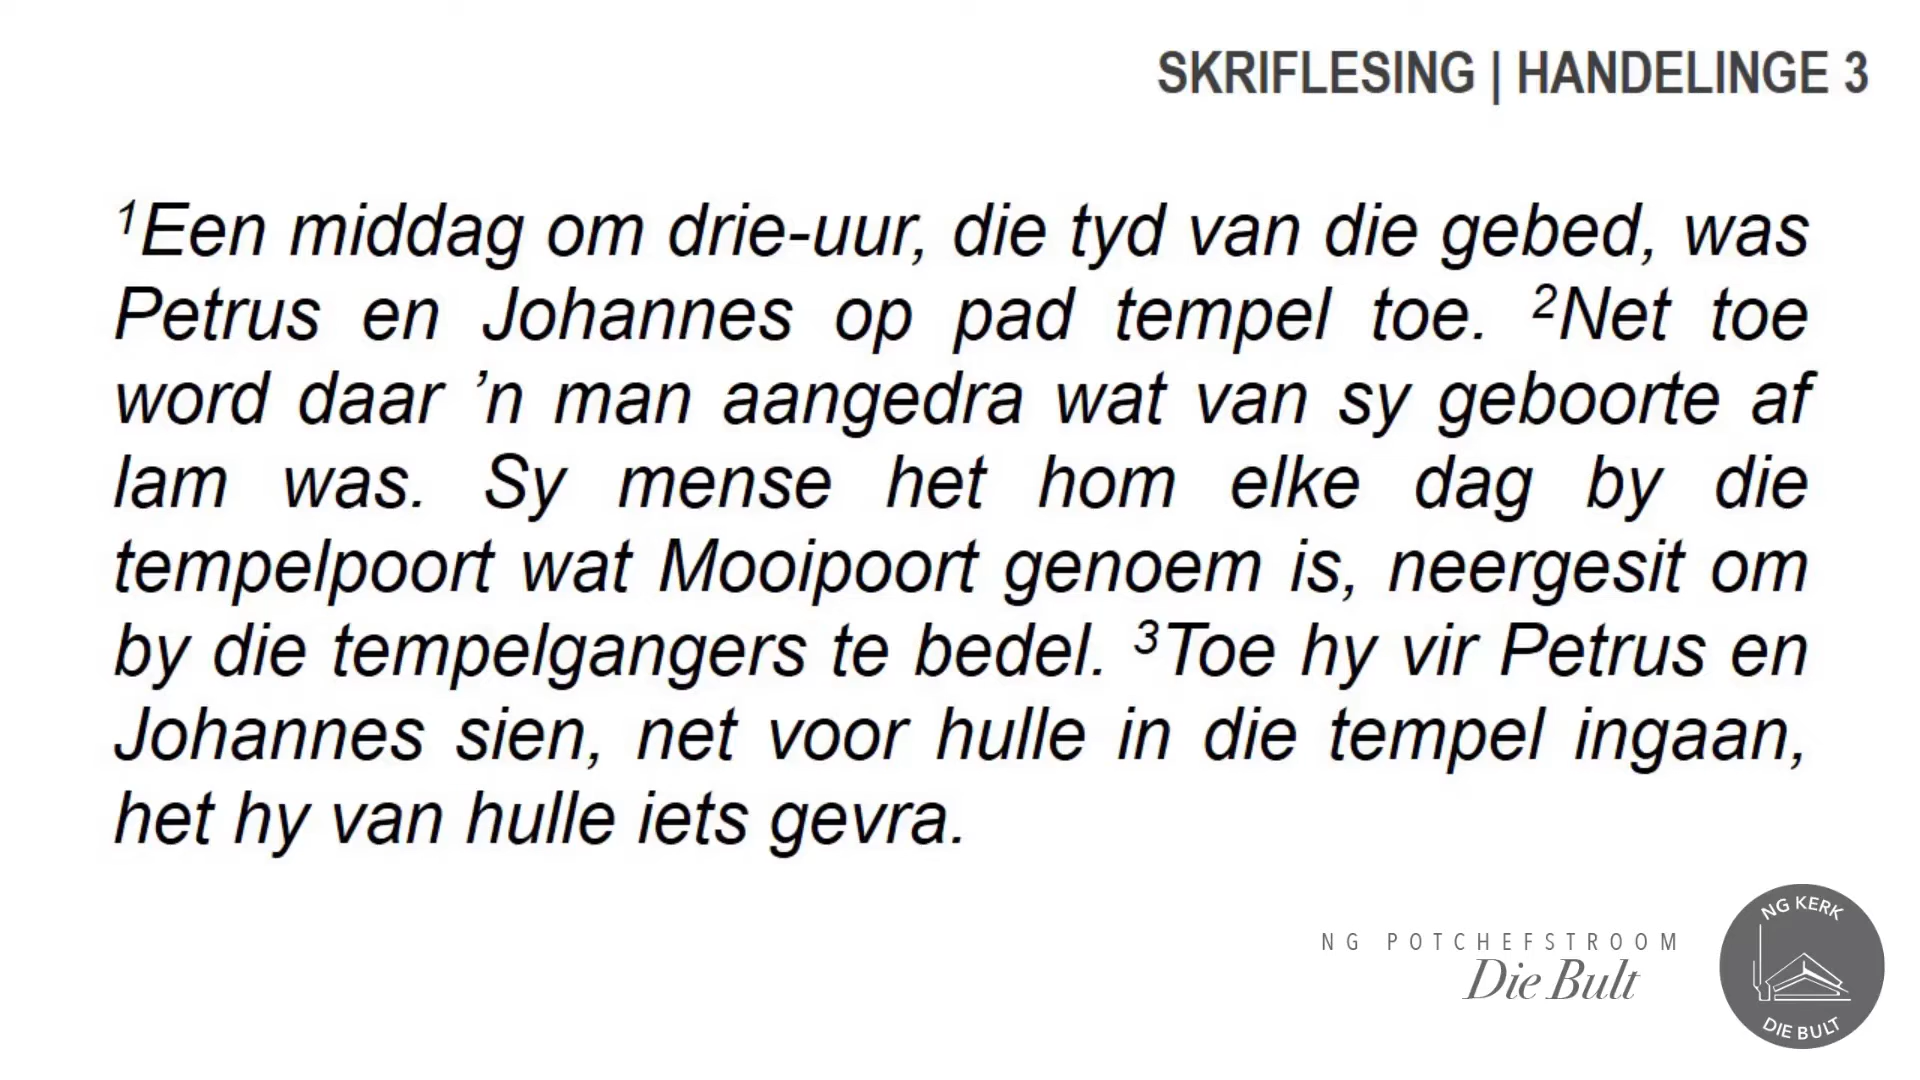 SKRIFLESING | HANDELINGE 3
¹Een middag om drie-uur, die tyd van die gebed, was
Petrus en Johannes op pad tempel toe. ²Net toe
word daar ’n man aangedra wat van sy geboorte af
lam was. Sy mense het hom elke dag by die
tempelpoort wat Mooipoort genoem is, neergesit om
by die tempelgangers te bedel. ³Toe hy vir Petrus en
Johannes sien, net voor hulle in die tempel ingaan,
het hy van hulle iets gevra.
NG POTCHEFSTROOM
Die Bult
NG KERK
DIE BULT